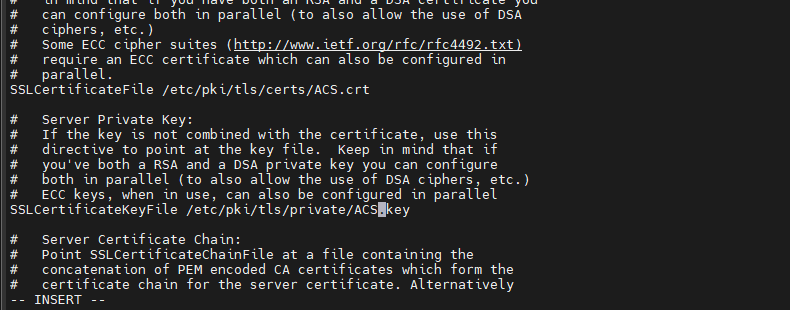 #   in mind that if you have both an RSA and a DSA certificate you
#   can configure both in parallel (to also allow the use of DSA
#   ciphers, etc.)
#   Some ECC cipher suites (http://www.ietf.org/rfc/rfc4492.txt)
#   require an ECC certificate which can also be configured in
#   parallel.
SSLCertificateFile /etc/pki/tls/certs/ACS.crt
#   Server Private Key:
#   If the key is not combined with the certificate, use this
#   directive to point at the key file.  Keep in mind that if
#   you've both a RSA and a DSA private key you can configure
#   both in parallel (to also allow the use of DSA ciphers, etc.)
#   ECC keys, when in use, can also be configured in parallel
SSLCertificateKeyFile /etc/pki/tls/private/ACS.key
#   Server Certificate Chain:
#   Point SSLCertificateChainFile at a file containing the
#   concatenation of PEM encoded CA certificates which form the
#   certificate chain for the server certificate. Alternatively
-- INSERT --